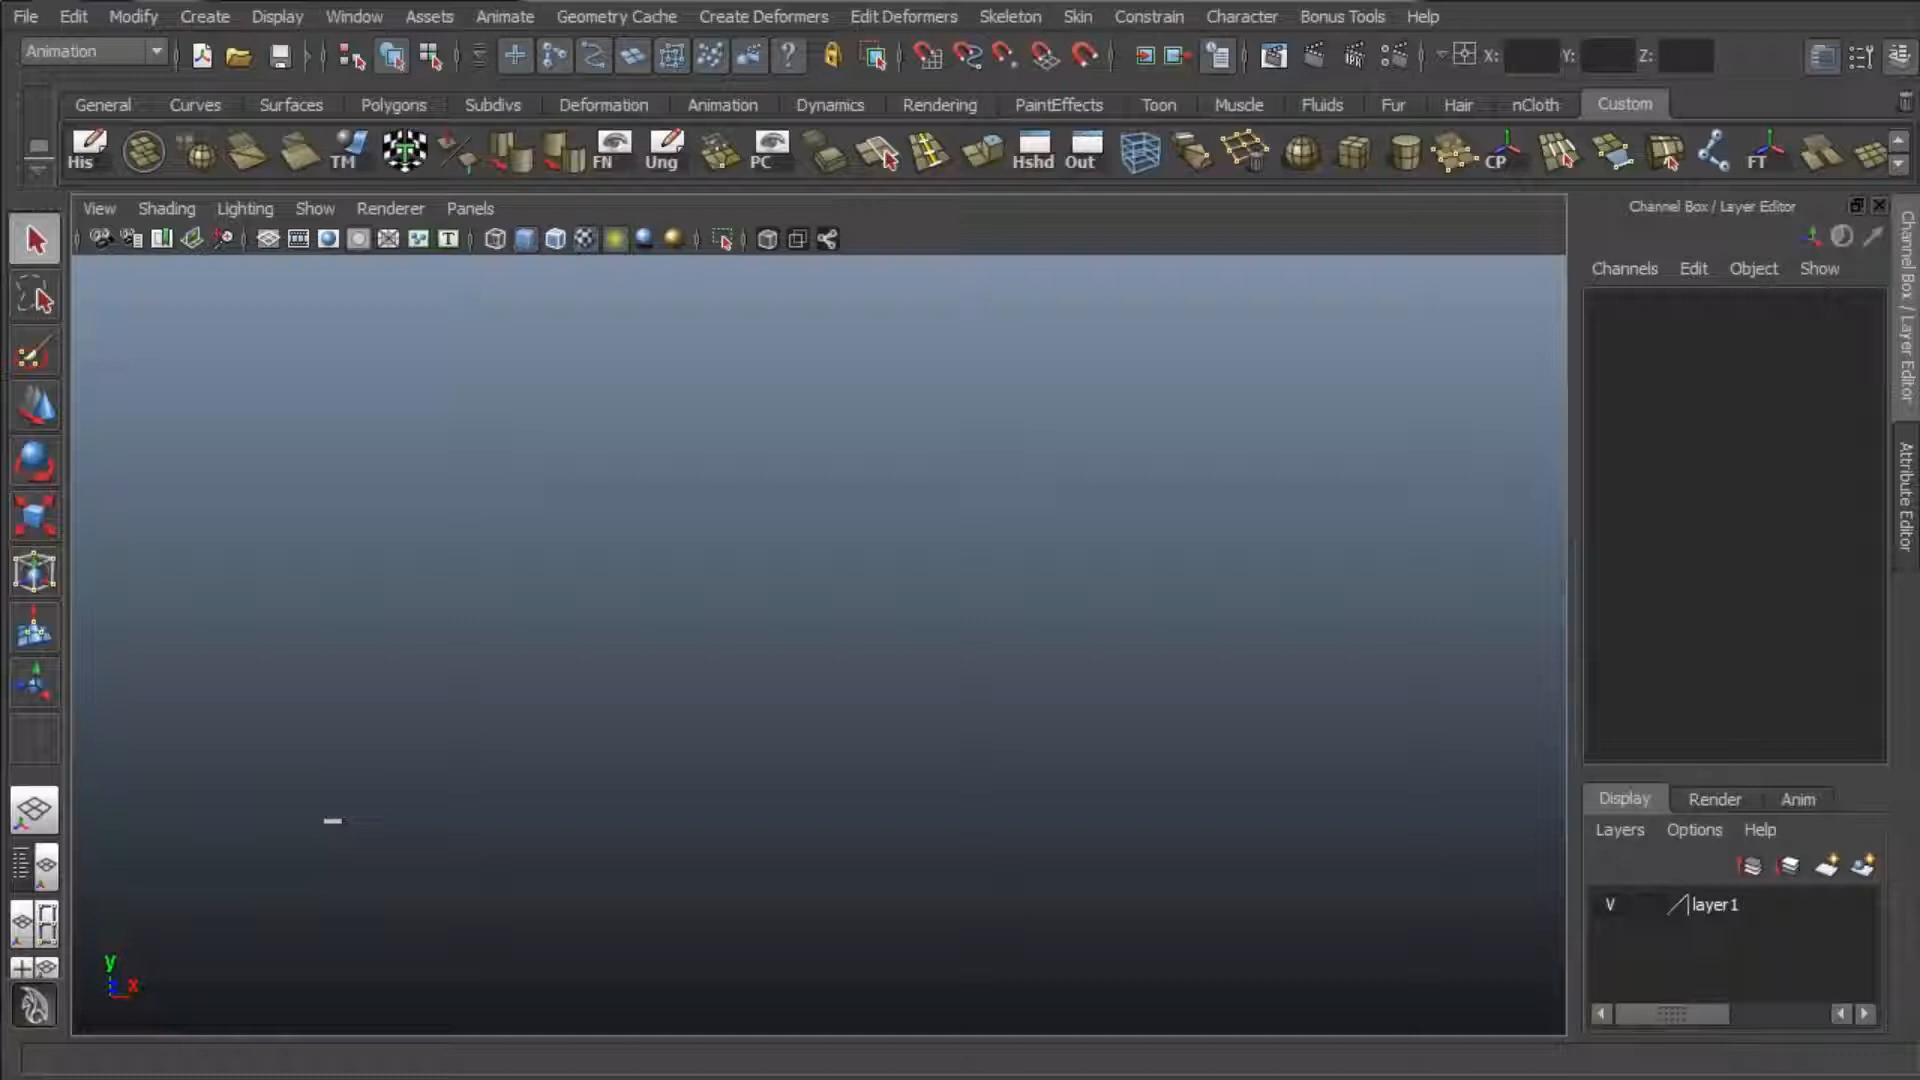 File Edit Modify Create Display Window Assets Animate Geometry Cache Create Deformers Edit Deformers Skeleton Skin Constrain Character Bonus Tools Help
Animation X: Y: Z:
General Curves Surfaces Polygons Subdivs Deformation Animation Dynamics Rendering PaintEffects Toon Muscle Fluids Fur Hair nCloth Custom
His TM FN Ung PC Hshd Out CP FT
View Shading Lighting Show Renderer Panels
Channel Box / Layer Editor
Channels Edit Object Show
Channel Box / Layer Editor
Attribute Editor
Display Render Anim
Layers Options Help
V layer1
y
x